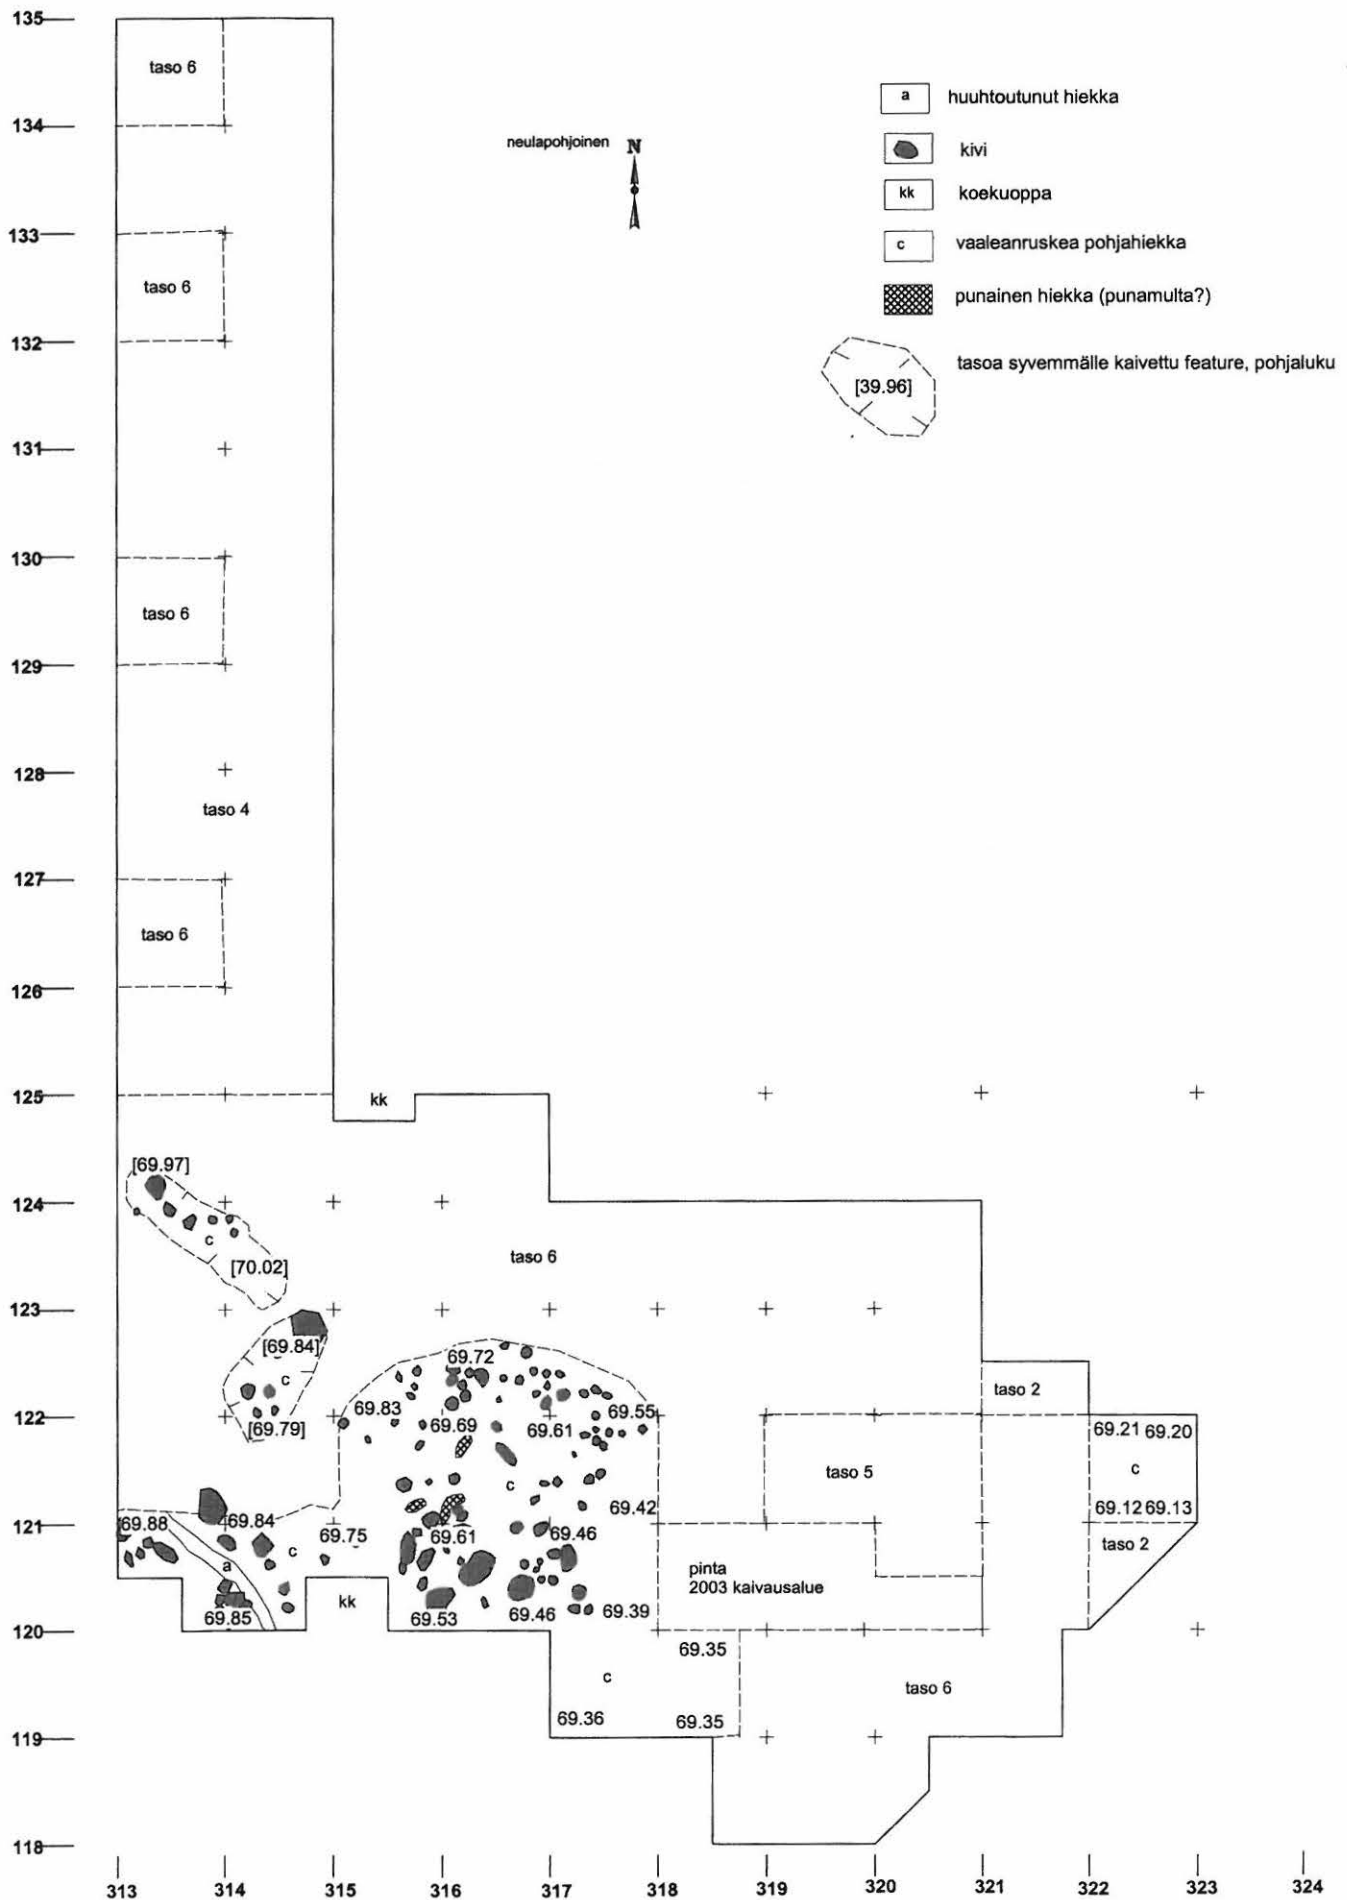 135
taso 6
a huuhtoutunut hiekka
134
neulapohjoinen N
kivi
kk koekuoppa
133
c vaaleanruskea pohjahiekka
taso 6
punainen hiekka (punamulta?)
132
tasoa syvemmälle kaivettu feature, pohjaluku
[39.96]
131
130
taso 6
129
128
taso 4
127
taso 6
126
125
kk
[69.97]
124
c
taso 6
[70.02]
123
[69.84]
69.72
c
taso 2
69.83
69.55
122
[69.79]
69.69
69.61
69.21 69.20
c
taso 5
c
69.42
69.12 69.13
121
69.88
69.84
69.75
69.61
69.46
taso 2
c
a
pinta
2003 kaivausalue
kk
69.85
69.53
69.46
69.39
120
69.35
c
taso 6
69.36
69.35
119
118
313 314 315 316 317 318 319 320 321 322 323 324